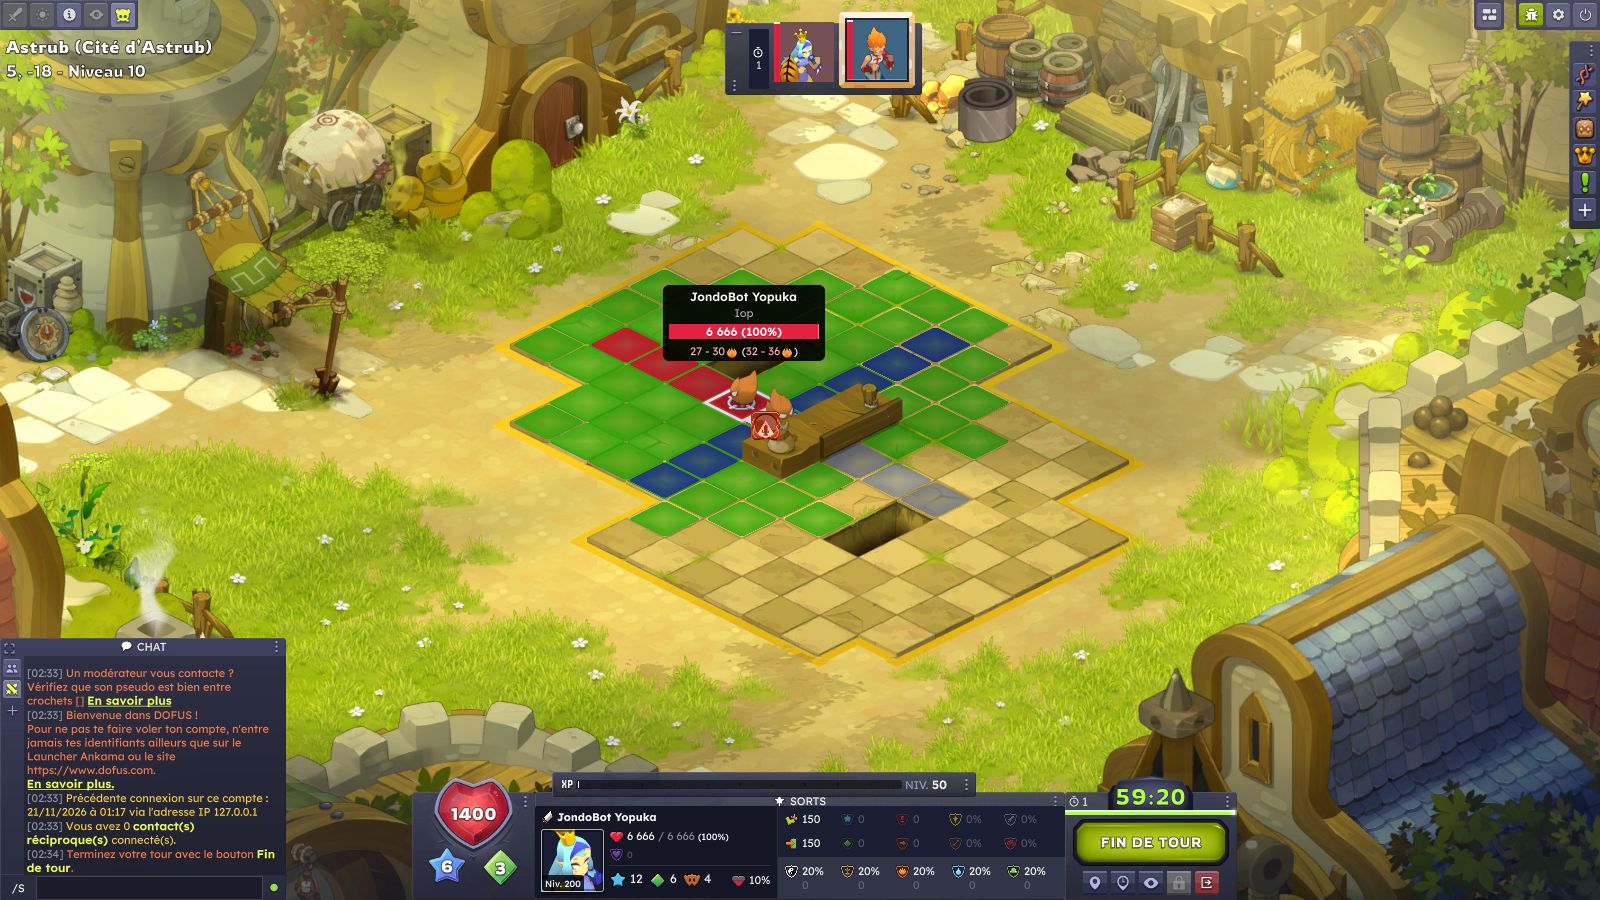 Astrub (Cité d'Astrub)
5, -18 - Niveau 10
1
JondoBot Yopuka
Iop
6 666 (100%)
27 - 30 (32 - 36)
CHAT
[02:33] Un modérateur vous contacte ?
Vérifiez que son pseudo est bien entre
crochets [] En savoir plus
[02:33] Bienvenue dans DOFUS !
Pour ne pas te faire voler ton compte, n'entre
jamais tes identifiants ailleurs que sur le
Launcher Ankama ou le site
https://www.dofus.com.
En savoir plus.
[02:33] Précédente connexion sur ce compte :
21/11/2026 à 01:17 via l'adresse IP 127.0.0.1
[02:33] Vous avez 0 contact(s)
réciproque(s) connecté(s).
[02:34] Terminez votre tour avec le bouton Fin
de tour.
/S
1400
6
3
XP
NIV. 50
JondoBot Yopuka
6 666 / 6 666 (100%)
0
12 6 4 10%
Niv. 200
SORTS
150 0 0 0% 0%
150 0 0 0% 0%
20% 20% 20% 20% 20%
0 0 0 0 0
1
59:20
FIN DE TOUR